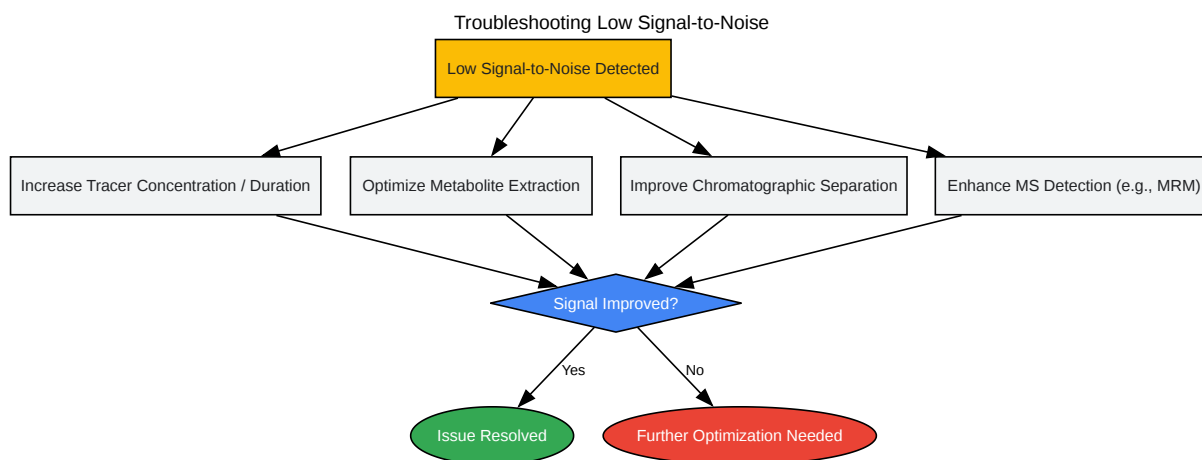 Troubleshooting Low Signal-to-Noise
Low Signal-to-Noise Detected
Increase Tracer Concentration / Duration
Optimize Metabolite Extraction
Improve Chromatographic Separation
Enhance MS Detection (e.g., MRM)
Signal Improved?
Yes
No
Issue Resolved
Further Optimization Needed